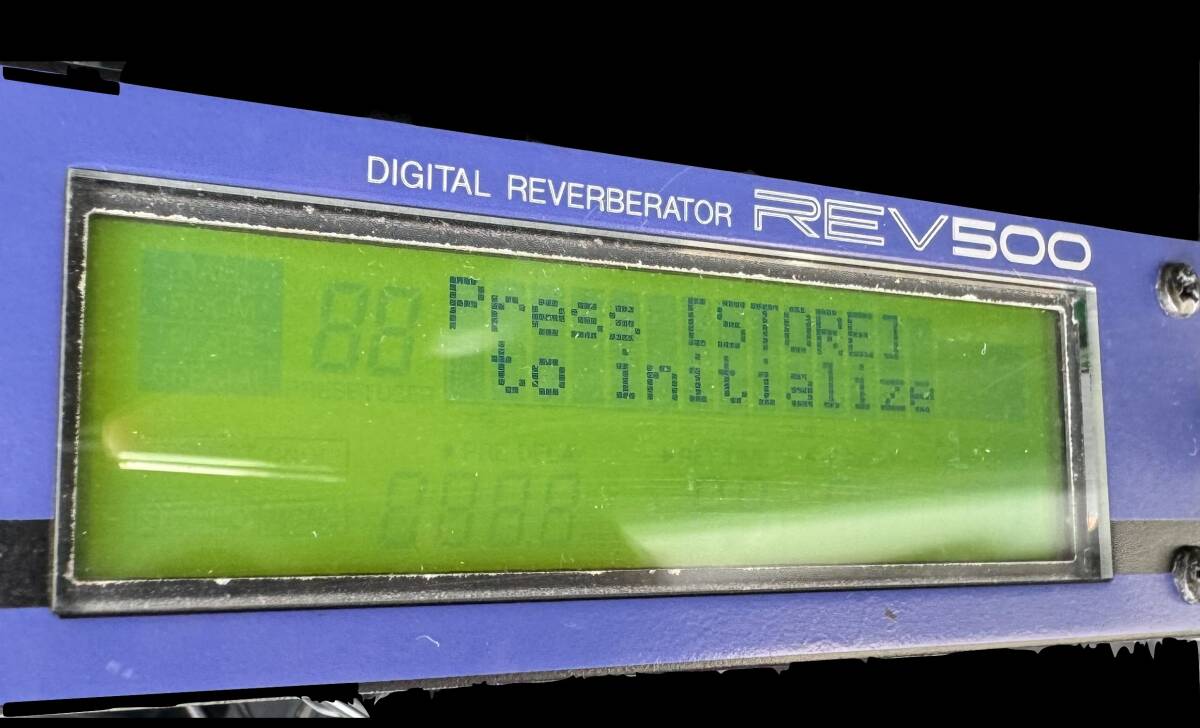 DIGITAL REVERBERATOR REV500
Press [STORE]
to initialize